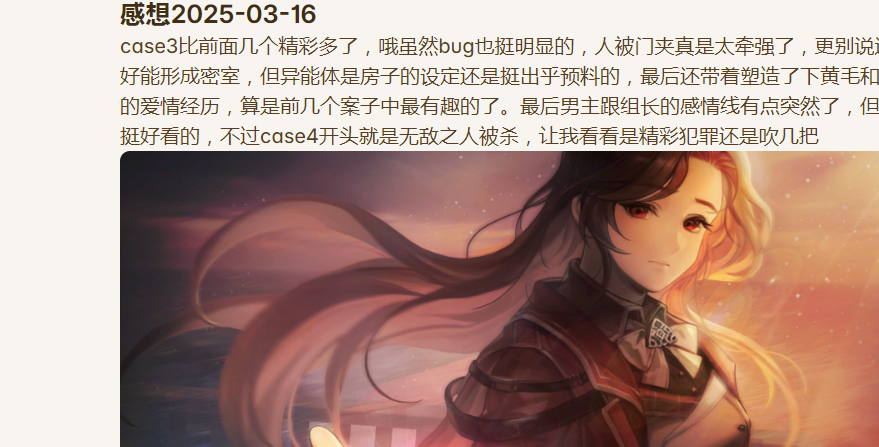 感想2025-03-16
case3比前面几个精彩多了，哦虽然bug也挺明显的，人被门夹真是太牵强了，更别说
好能形成密室，但异能体是房子的设定还是挺出乎预料的，最后还带着塑造了下黄毛和
的爱情经历，算是前几个案子中最有趣的了。最后男主跟组长的感情线有点突然了，但
挺好看的，不过case4开头就是无敌之人被杀，让我看看是精彩犯罪还是吹几把